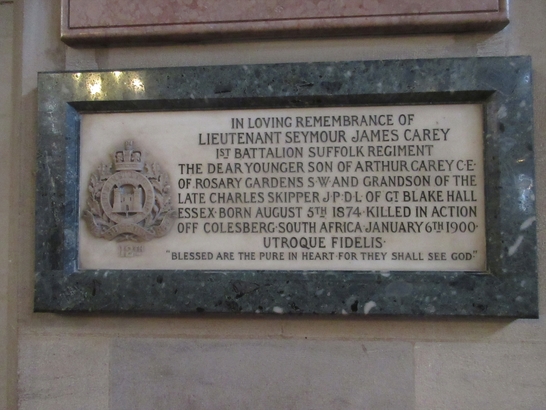 IN LOVING REMEMBRANCE OF
LIEUTENANT SEYMOUR JAMES CAREY
1ST BATTALION SUFFOLK REGIMENT
THE DEAR YOUNGER SON OF ARTHUR CAREY C·E·
OF ROSARY GARDENS S·W·AND GRANDSON OF THE
LATE CHARLES SKIPPER J·P·D·L· OF GT BLAKE HALL
ESSEX·BORN AUGUST 5TH 1874·KILLED IN ACTION
OFF COLESBERG·SOUTH AFRICA·JANUARY 6TH 1900·
UTROQUE FIDELIS·
"BLESSED ARE THE PURE IN HEART·FOR THEY SHALL SEE GOD"